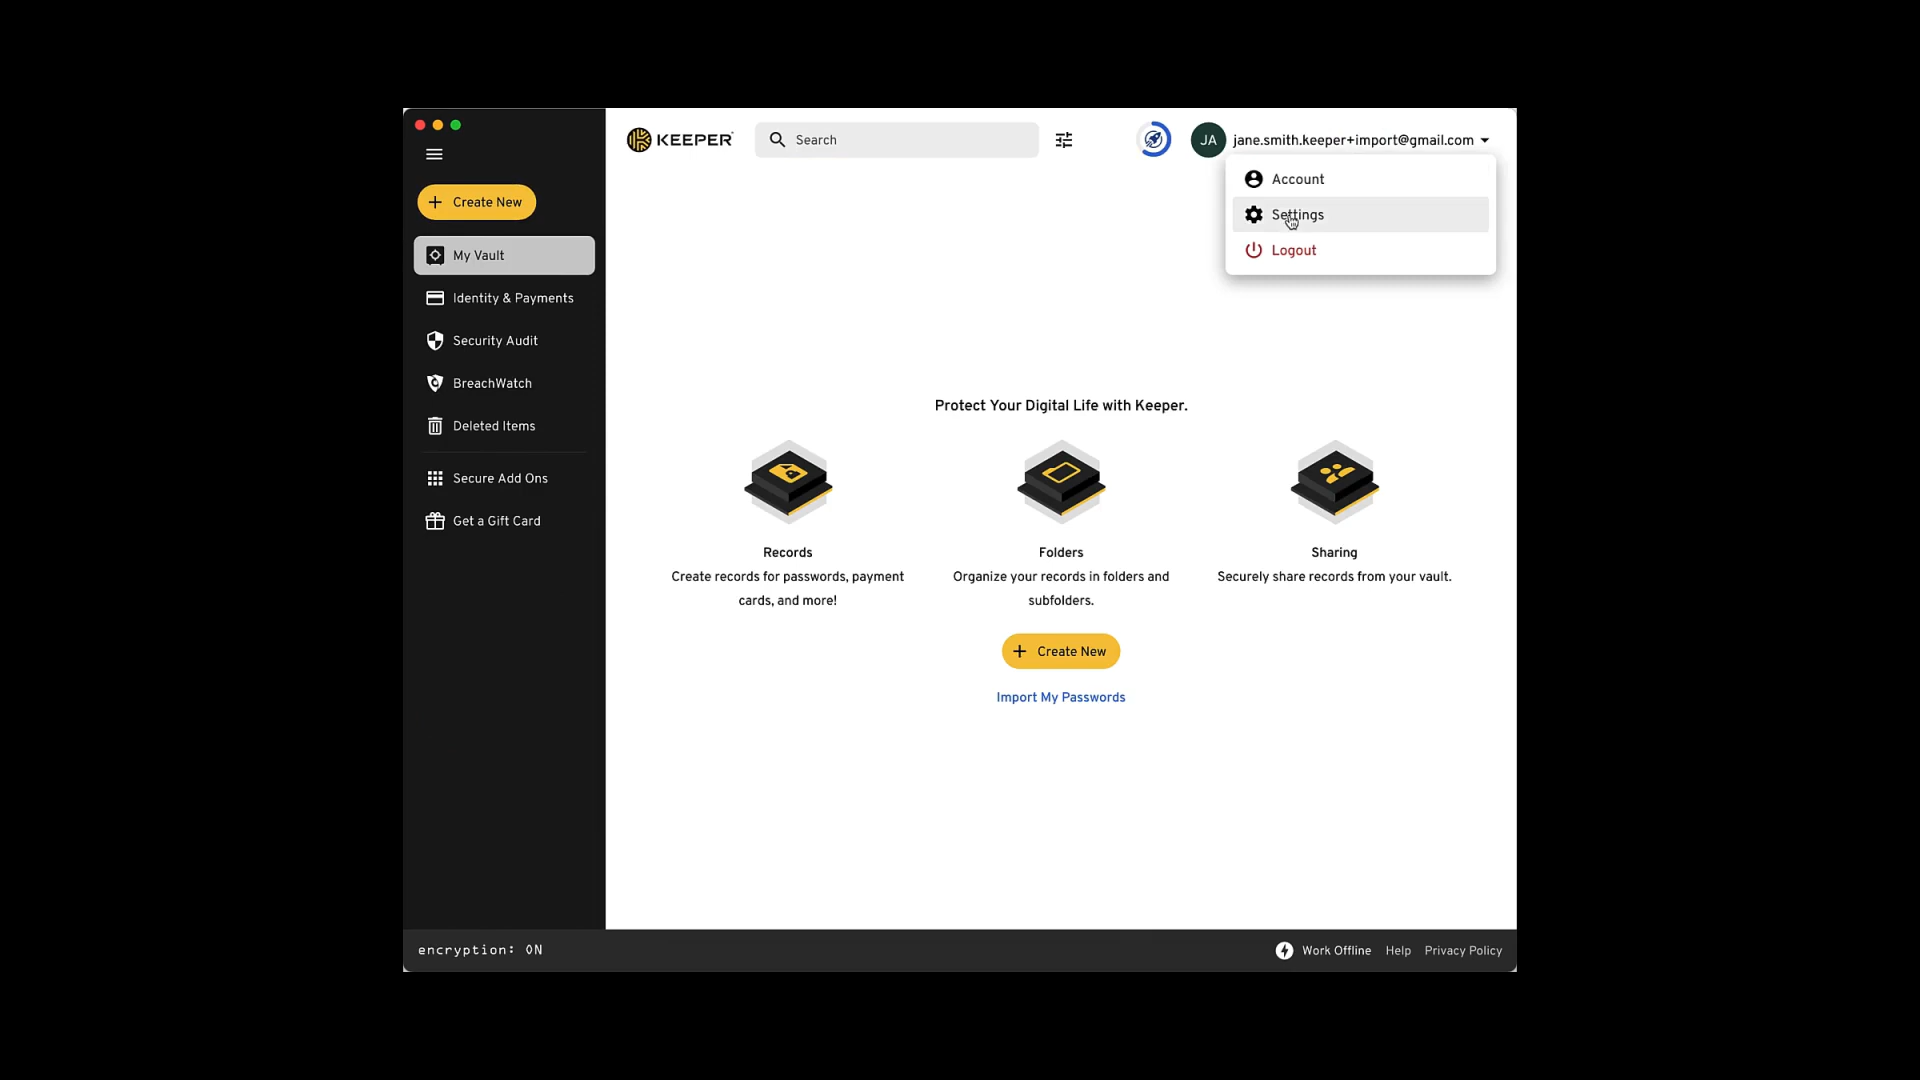 KEEPER
Search
JA
jane.smith.keeper+import@gmail.com
Account
Settings
Logout
Create New
My Vault
Identity & Payments
Security Audit
BreachWatch
Deleted Items
Secure Add Ons
Get a Gift Card
Protect Your Digital Life with Keeper.
Records
Create records for passwords, payment
cards, and more!
Folders
Organize your records in folders and
subfolders.
Sharing
Securely share records from your vault.
Create New
Import My Passwords
encryption: ON
Work Offline
Help
Privacy Policy